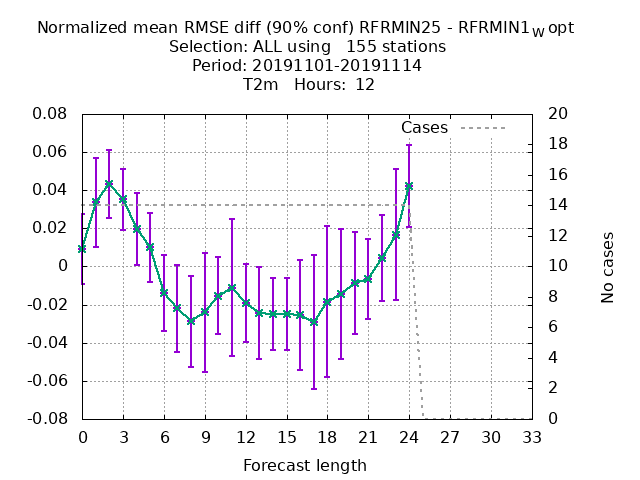 Normalized mean RMSE diff (90% conf) RFRMIN25 - RFRMIN1W opt
Selection: ALL using   155 stations
Period: 20191101-20191114
T2m   Hours:  12
Cases
0.08
0.06
0.04
0.02
0
-0.02
-0.04
-0.06
-0.08
20
18
16
14
12
10
8
6
4
2
0
No cases
0 3 6 9 12 15 18 21 24 27 30 33
Forecast length